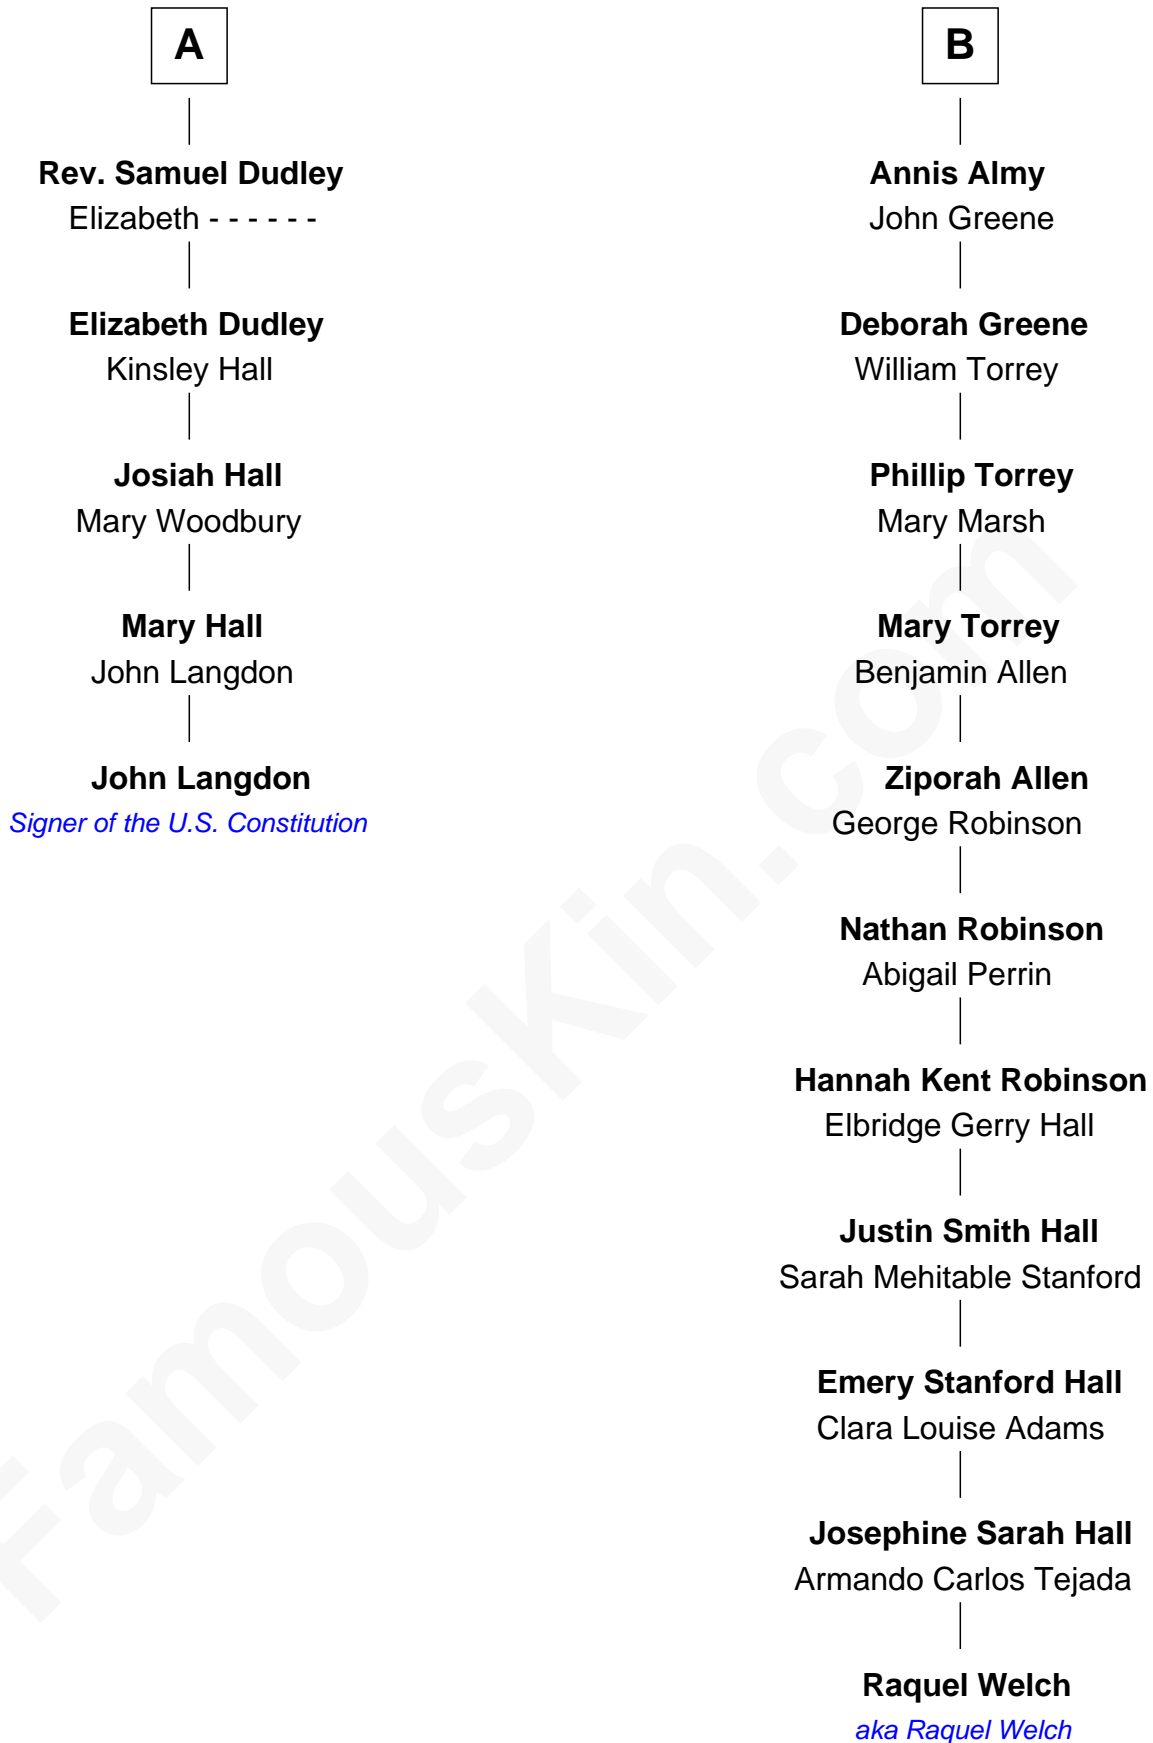 A
Rev. Samuel Dudley
Elizabeth - - - - - -
Elizabeth Dudley
Kinsley Hall
Josiah Hall
Mary Woodbury
Mary Hall
John Langdon
John Langdon
Signer of the U.S. Constitution
B
Annis Almy
John Greene
Deborah Greene
William Torrey
Phillip Torrey
Mary Marsh
Mary Torrey
Benjamin Allen
Ziporah Allen
George Robinson
Nathan Robinson
Abigail Perrin
Hannah Kent Robinson
Elbridge Gerry Hall
Justin Smith Hall
Sarah Mehitable Stanford
Emery Stanford Hall
Clara Louise Adams
Josephine Sarah Hall
Armando Carlos Tejada
Raquel Welch
aka Raquel Welch
FamousKin.com